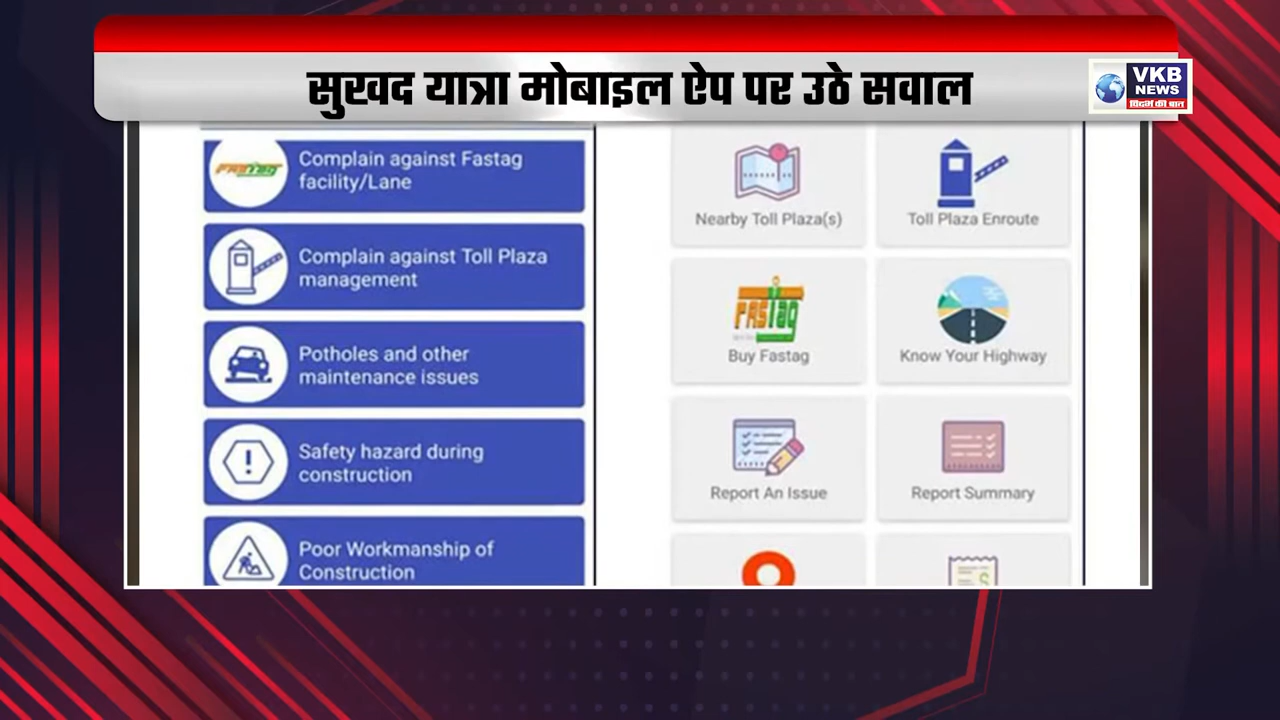 सुखद यात्रा मोबाइल ऐप पर उठे सवाल
VKB
NEWS
विदर्भ की बात
FASTag
Complain against Fastag
facility/Lane
Complain against Toll Plaza
management
Potholes and other
maintenance issues
Safety hazard during
construction
Poor Workmanship of
Construction
Nearby Toll Plaza(s)
Toll Plaza Enroute
FASTag
Buy Fastag
Know Your Highway
Report An Issue
Report Summary